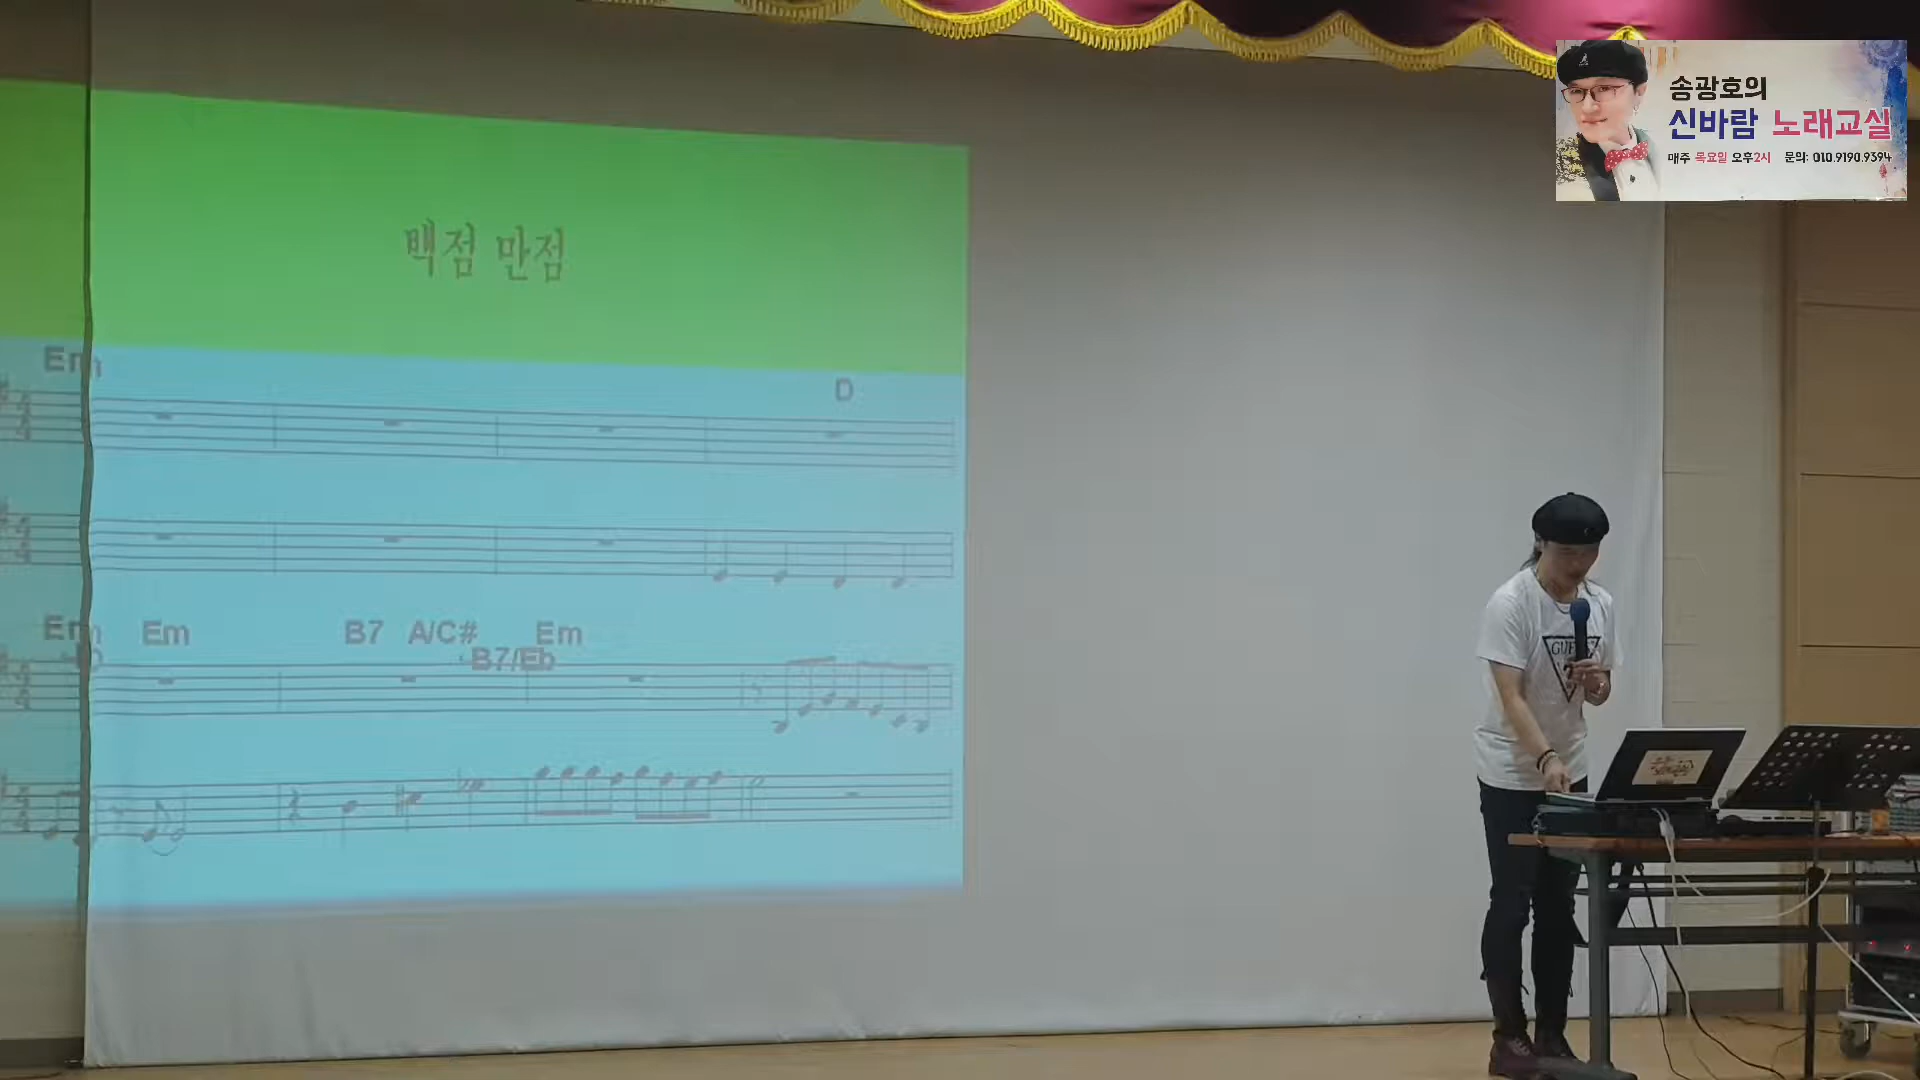 송광호의
신바람 노래교실
매주 목요일 오후2시 문의: 010.9190.9394
백점 만점
Em
D
Em Em B7 A/C# Em
B7/Eb
GUESS